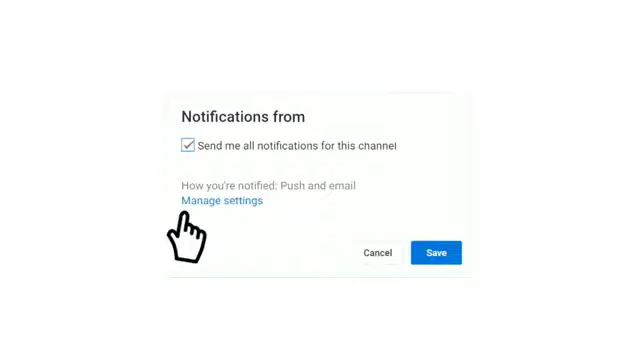 Notifications from
Send me all notifications for this channel
How you're notified: Push and email
Manage settings
Cancel
Save